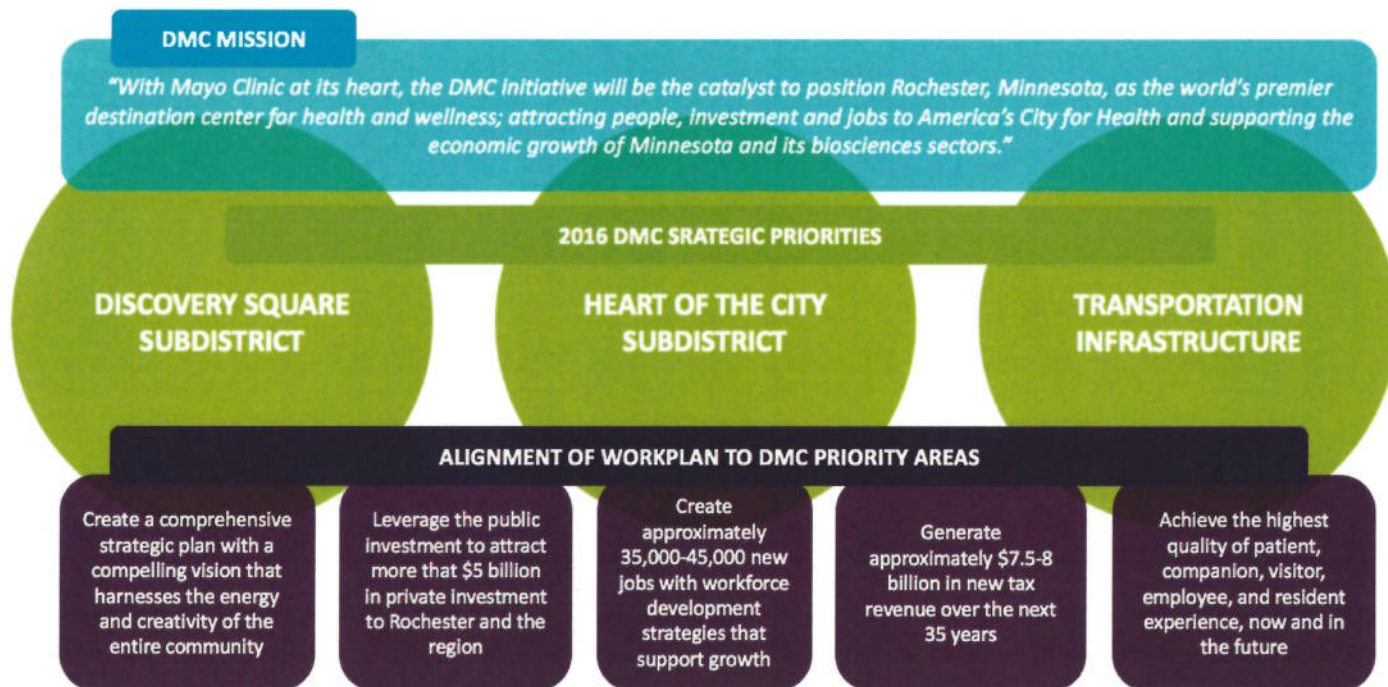 DMC MISSION
“With Mayo Clinic at its heart, the DMC initiative will be the catalyst to position Rochester, Minnesota, as the world’s premier
destination center for health and wellness; attracting people, investment and jobs to America’s City for Health and supporting the
economic growth of Minnesota and its biosciences sectors.”
2016 DMC SRATEGIC PRIORITIES
DISCOVERY SQUARE
SUBDISTRICT
HEART OF THE CITY
SUBDISTRICT
TRANSPORTATION
INFRASTRUCTURE
ALIGNMENT OF WORKPLAN TO DMC PRIORITY AREAS
Create a comprehensive
strategic plan with a
compelling vision that
harnesses the energy
and creativity of the
entire community
Leverage the public
investment to attract
more that $5 billion
in private investment
to Rochester and the
region
Create
approximately
35,000-45,000 new
jobs with workforce
development
strategies that
support growth
Generate
approximately $7.5-8
billion in new tax
revenue over the next
35 years
Achieve the highest
quality of patient,
companion, visitor,
employee, and resident
experience, now and in
the future